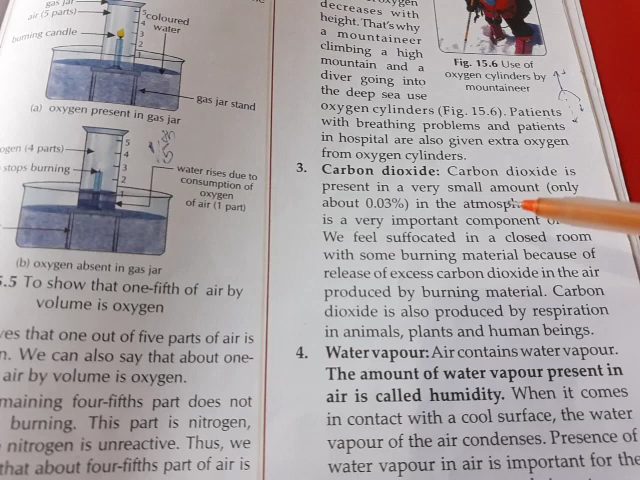 gas jar
air (5 parts)
coloured
water
5
4
3
2
burning candle
gas jar stand
(a) oxygen present in gas jar
(4 parts)
5
4
3
2
stops burning
water rises due to
consumption of
oxygen
of air (1 part)
(b) oxygen absent in gas jar
5.5 To show that one-fifth of air by
volume is oxygen
that one out of five parts of air is
We can also say that about one-
air by volume is oxygen.
four-fifths part does not
burning. This part is nitrogen,
nitrogen is unreactive. Thus, we
that about four-fifths part of air is
decreases with
height. That's why
a mountaineer
climbing a high
mountain and a
diver going into
the deep sea use
oxygen cylinders (Fig. 15.6). Patients
with breathing problems and patients
in hospital are also given extra oxygen
from oxygen cylinders.
Fig. 15.6 Use of
oxygen cylinders by
mountaineer
3. Carbon dioxide: Carbon dioxide is
present in a very small amount (only
about 0.03%) in the
is a very important component
We feel suffocated in a closed room
with some burning material because of
release of excess carbon dioxide in the air
produced by burning material. Carbon
dioxide is also produced by respiration
in animals, plants and human beings.
4. Water vapour: Air contains water vapour.
The amount of water vapour present in
air is called humidity. When it comes
in contact with a cool surface, the water
vapour of the air condenses. Presence of
water vapour in air is important for the